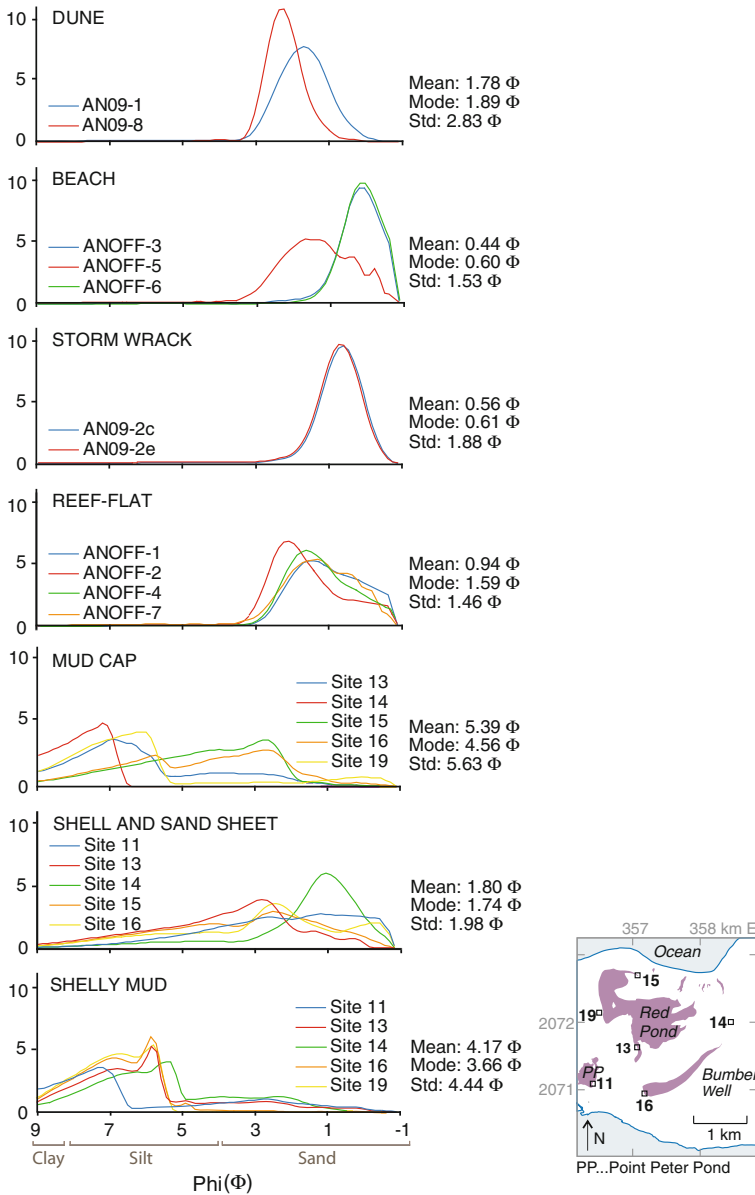 DUNE
10
5
0
AN09-1
AN09-8
Mean: 1.78 Φ
Mode: 1.89 Φ
Std: 2.83 Φ
BEACH
10
5
0
ANOFF-3
ANOFF-5
ANOFF-6
Mean: 0.44 Φ
Mode: 0.60 Φ
Std: 1.53 Φ
STORM WRACK
10
5
0
AN09-2c
AN09-2e
Mean: 0.56 Φ
Mode: 0.61 Φ
Std: 1.88 Φ
REEF-FLAT
10
5
0
ANOFF-1
ANOFF-2
ANOFF-4
ANOFF-7
Mean: 0.94 Φ
Mode: 1.59 Φ
Std: 1.46 Φ
MUD CAP
10
5
0
Site 13
Site 14
Site 15
Site 16
Site 19
Mean: 5.39 Φ
Mode: 4.56 Φ
Std: 5.63 Φ
SHELL AND SAND SHEET
10
5
0
Site 11
Site 13
Site 14
Site 15
Site 16
Mean: 1.80 Φ
Mode: 1.74 Φ
Std: 1.98 Φ
SHELLY MUD
10
5
0
Site 11
Site 13
Site 14
Site 16
Site 19
Mean: 4.17 Φ
Mode: 3.66 Φ
Std: 4.44 Φ
9 7 5 3 1 -1
Clay Silt Sand
Phi(Φ)
357 358 km E
Ocean
15
19 Red
Pond
14
2072
13
PP
11
2071
16
Bumber
Well
N
1 km
PP...Point Peter Pond